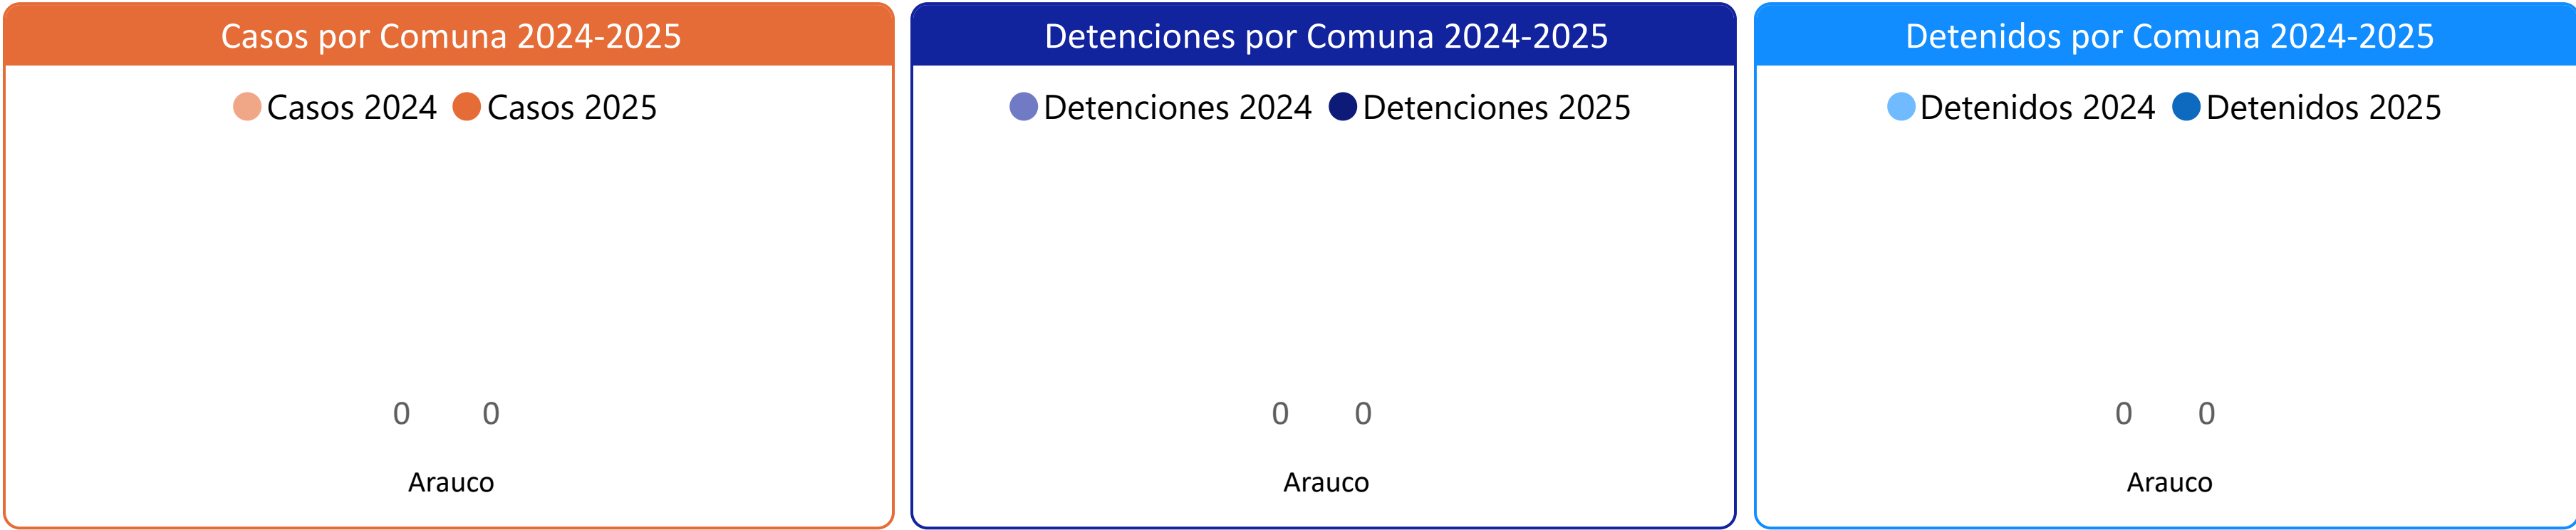 Casos por Comuna 2024-2025
Casos 2024 Casos 2025
0 0
Arauco
Detenciones por Comuna 2024-2025
Detenciones 2024 Detenciones 2025
0 0
Arauco
Detenidos por Comuna 2024-2025
Detenidos 2024 Detenidos 2025
0 0
Arauco